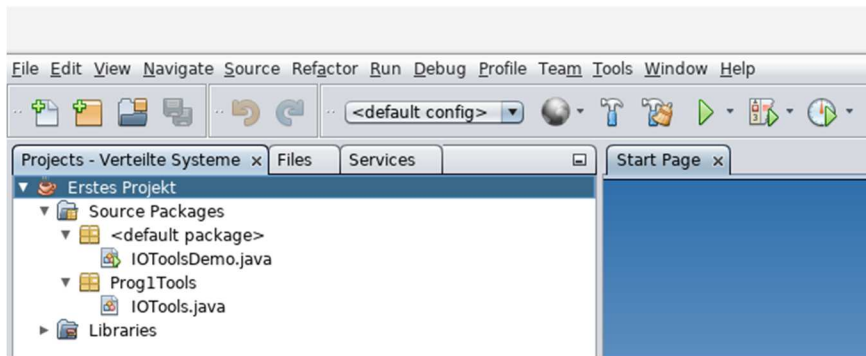 File Edit View Navigate Source Refactor Run Debug Profile Team Tools Window Help
<default config>
Projects - Verteilte Systeme x Files Services Start Page x
Erstes Projekt
Source Packages
<default package>
IOToolsDemo.java
Prog1Tools
IOTools.java
Libraries